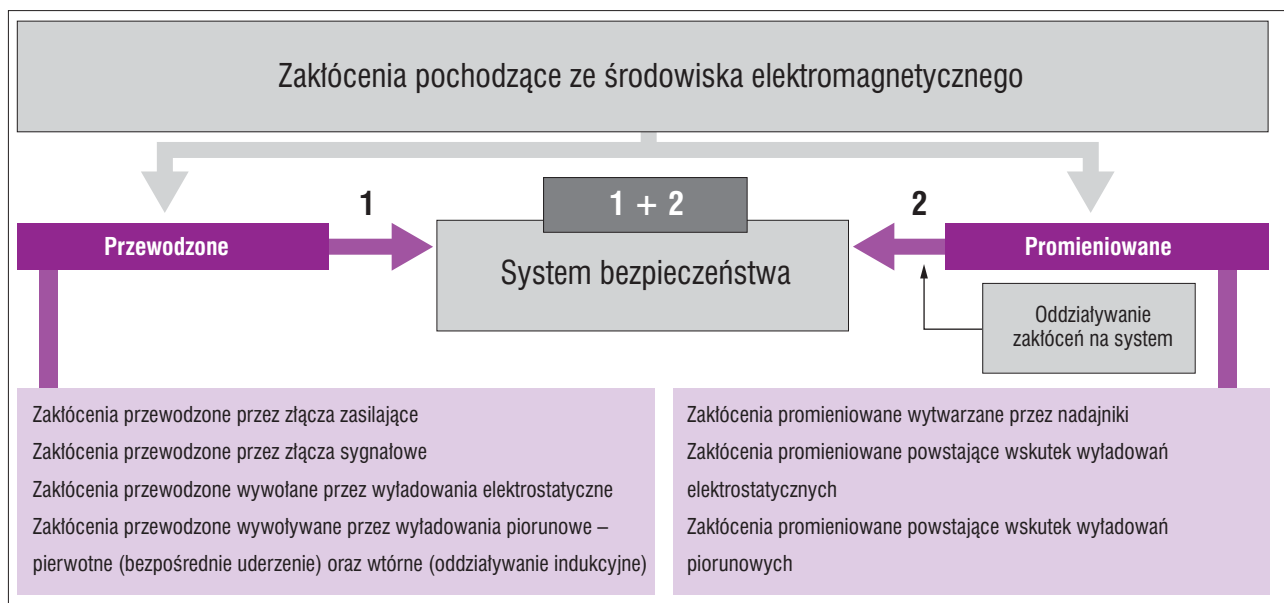 Zakłócenia pochodzące ze środowiska elektromagnetycznego
1
1 + 2
2
Przewodzone
System bezpieczeństwa
Promieniowane
Oddziaływanie
zakłóceń na system
Zakłócenia przewodzone przez złącza zasilające
Zakłócenia przewodzone przez złącza sygnałowe
Zakłócenia przewodzone wywołane przez wyładowania elektrostatyczne
Zakłócenia przewodzone wywoływane przez wyładowania piorunowe –
pierwotne (bezpośrednie uderzenie) oraz wtórne (oddziaływanie indukcyjne)
Zakłócenia promieniowane wytwarzane przez nadajniki
Zakłócenia promieniowane powstające wskutek wyładowań
elektrostatycznych
Zakłócenia promieniowane powstające wskutek wyładowań
piorunowych